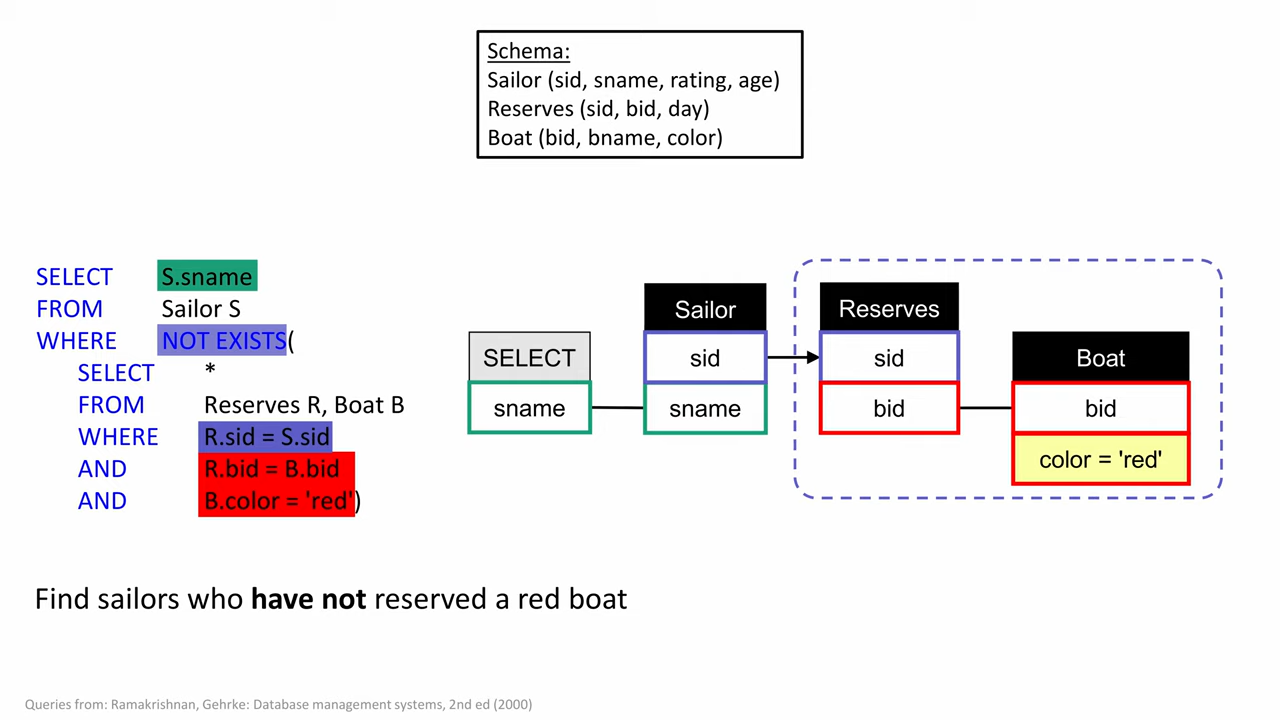 Schema:
Sailor (sid, sname, rating, age)
Reserves (sid, bid, day)
Boat (bid, bname, color)
SELECT S.sname
FROM Sailor S
WHERE NOT EXISTS(
SELECT *
FROM Reserves R, Boat B
WHERE R.sid = S.sid
AND R.bid = B.bid
AND B.color = 'red')
SELECT
sname
Sailor
sid
sname
Reserves
sid
bid
Boat
bid
color = 'red'
Find sailors who have not reserved a red boat
Queries from: Ramakrishnan, Gehrke: Database management systems, 2nd ed (2000)